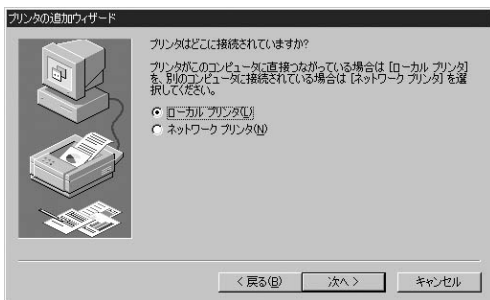 プリンタの追加ウィザード
プリンタはどこに接続されていますか?
プリンタがこのコンピュータに直接つながっている場合は [ローカル プリンタ]
を、別のコンピュータに接続されている場合は [ネットワーク プリンタ] を選
択してください。
ローカル プリンタ(L)
ネットワーク プリンタ(N)
< 戻る(B)
次へ >
キャンセル